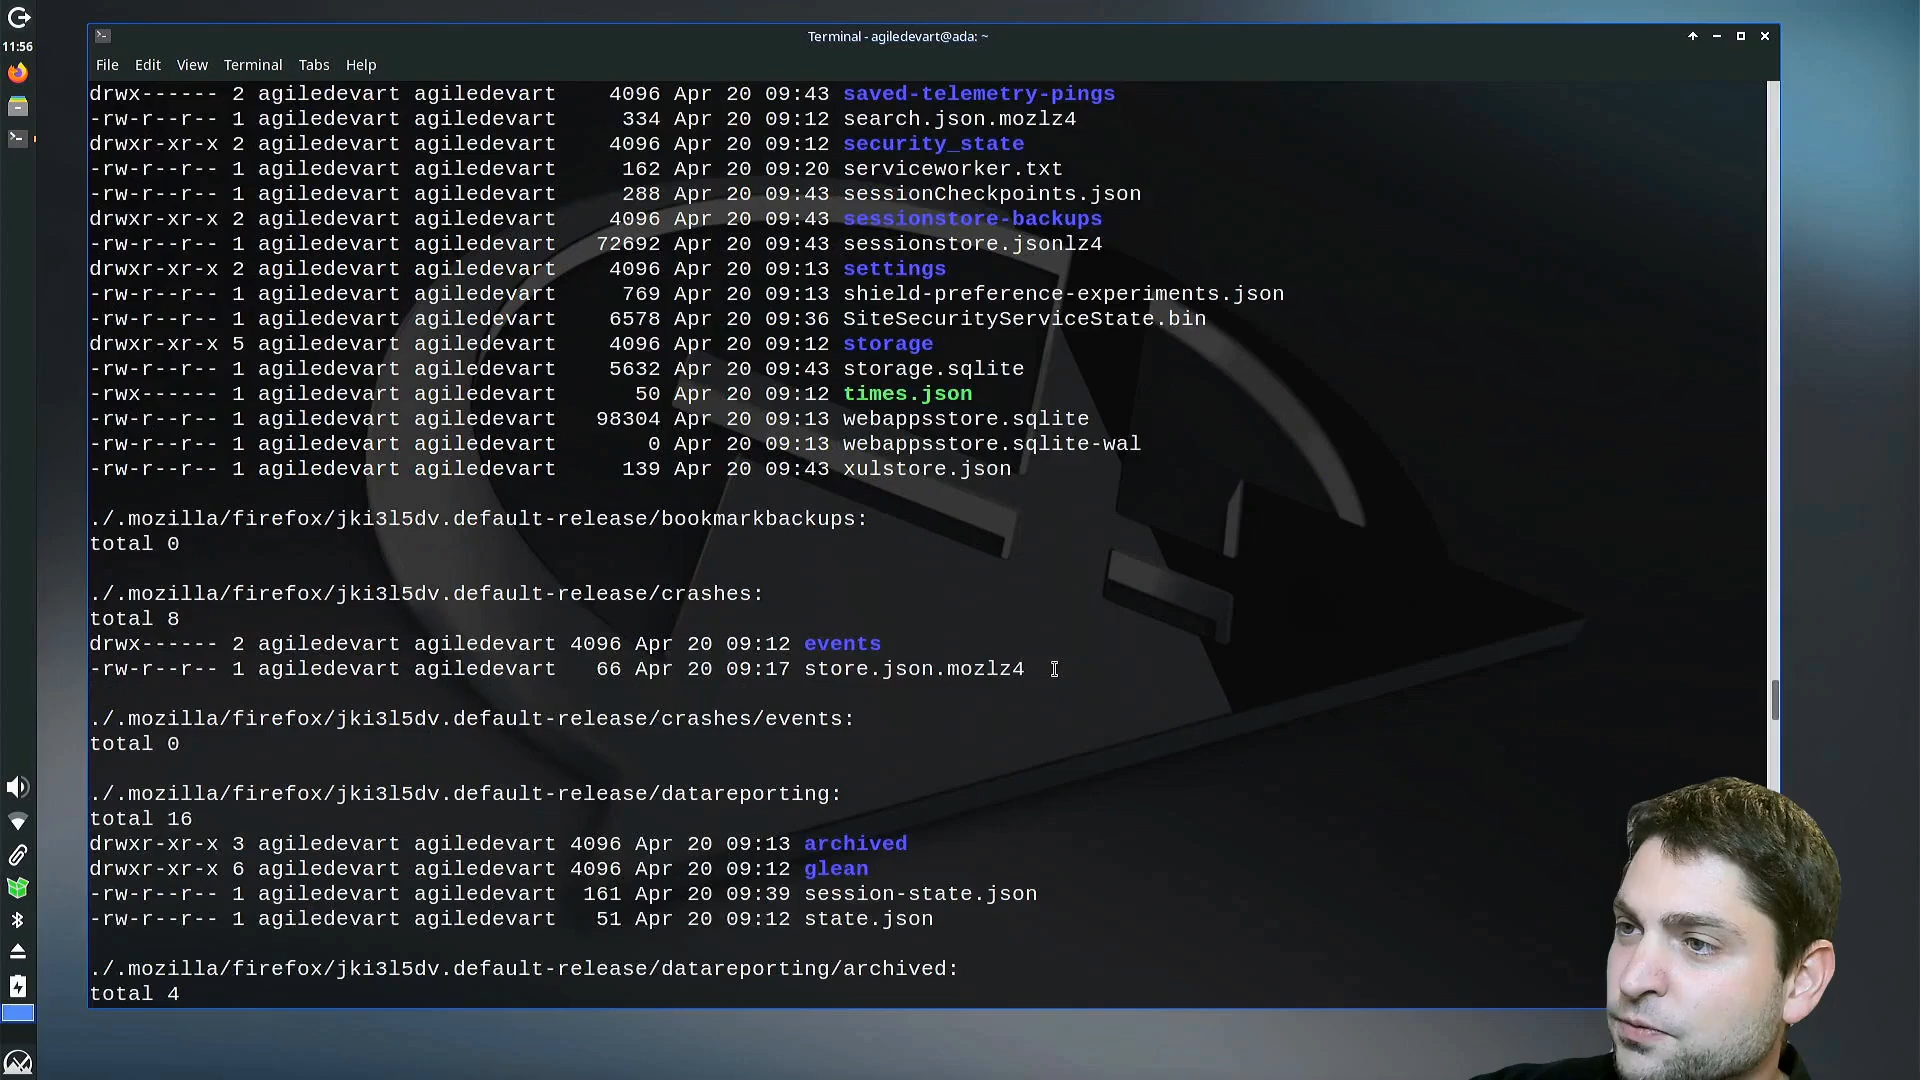 11:56
Terminal - agiledevart@ada: ~
File Edit View Terminal Tabs Help
drwx------ 2 agiledevart agiledevart 4096 Apr 20 09:43 saved-telemetry-pings
-rw-r--r-- 1 agiledevart agiledevart 334 Apr 20 09:12 search.json.mozlz4
drwxr-xr-x 2 agiledevart agiledevart 4096 Apr 20 09:12 security_state
-rw-r--r-- 1 agiledevart agiledevart 162 Apr 20 09:20 serviceworker.txt
-rw-r--r-- 1 agiledevart agiledevart 288 Apr 20 09:43 sessionCheckpoints.json
drwxr-xr-x 2 agiledevart agiledevart 4096 Apr 20 09:43 sessionstore-backups
-rw-r--r-- 1 agiledevart agiledevart 72692 Apr 20 09:43 sessionstore.jsonlz4
drwxr-xr-x 2 agiledevart agiledevart 4096 Apr 20 09:13 settings
-rw-r--r-- 1 agiledevart agiledevart 769 Apr 20 09:13 shield-preference-experiments.json
-rw-r--r-- 1 agiledevart agiledevart 6578 Apr 20 09:36 SiteSecurityServiceState.bin
drwxr-xr-x 5 agiledevart agiledevart 4096 Apr 20 09:12 storage
-rw-r--r-- 1 agiledevart agiledevart 5632 Apr 20 09:43 storage.sqlite
-rwx------ 1 agiledevart agiledevart 50 Apr 20 09:12 times.json
-rw-r--r-- 1 agiledevart agiledevart 98304 Apr 20 09:13 webappsstore.sqlite
-rw-r--r-- 1 agiledevart agiledevart 0 Apr 20 09:13 webappsstore.sqlite-wal
-rw-r--r-- 1 agiledevart agiledevart 139 Apr 20 09:43 xulstore.json
./.mozilla/firefox/jki3l5dv.default-release/bookmarkbackups:
total 0
./.mozilla/firefox/jki3l5dv.default-release/crashes:
total 8
drwx------ 2 agiledevart agiledevart 4096 Apr 20 09:12 events
-rw-r--r-- 1 agiledevart agiledevart 66 Apr 20 09:17 store.json.mozlz4
./.mozilla/firefox/jki3l5dv.default-release/crashes/events:
total 0
./.mozilla/firefox/jki3l5dv.default-release/datareporting:
total 16
drwxr-xr-x 3 agiledevart agiledevart 4096 Apr 20 09:13 archived
drwxr-xr-x 6 agiledevart agiledevart 4096 Apr 20 09:12 glean
-rw-r--r-- 1 agiledevart agiledevart 161 Apr 20 09:39 session-state.json
-rw-r--r-- 1 agiledevart agiledevart 51 Apr 20 09:12 state.json
./.mozilla/firefox/jki3l5dv.default-release/datareporting/archived:
total 4